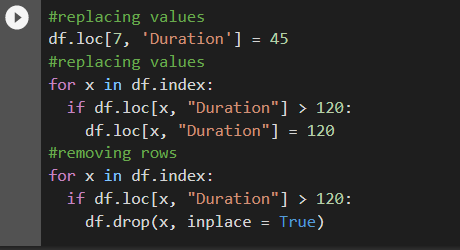 #replacing values
df.loc[7, 'Duration'] = 45
#replacing values
for x in df.index:
  if df.loc[x, "Duration"] > 120:
    df.loc[x, "Duration"] = 120
#removing rows
for x in df.index:
  if df.loc[x, "Duration"] > 120:
    df.drop(x, inplace = True)